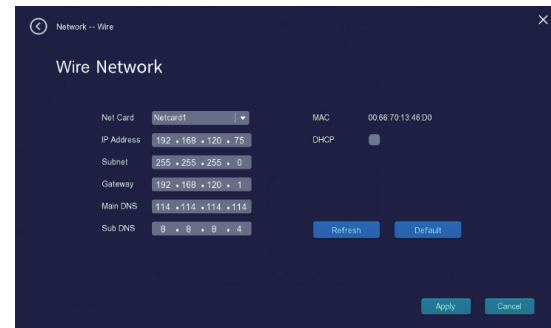 Network -- Wire
Wire Network
Net Card Netcard1 MAC 00:66:70:13:46:D0
IP Address 192 . 168 . 120 . 75 DHCP
Subnet 255 . 255 . 255 . 0
Gateway 192 . 168 . 120 . 1
Main DNS 114 . 114 . 114 . 114
Sub DNS 8 . 8 . 8 . 4 Refresh Default
Apply Cancel